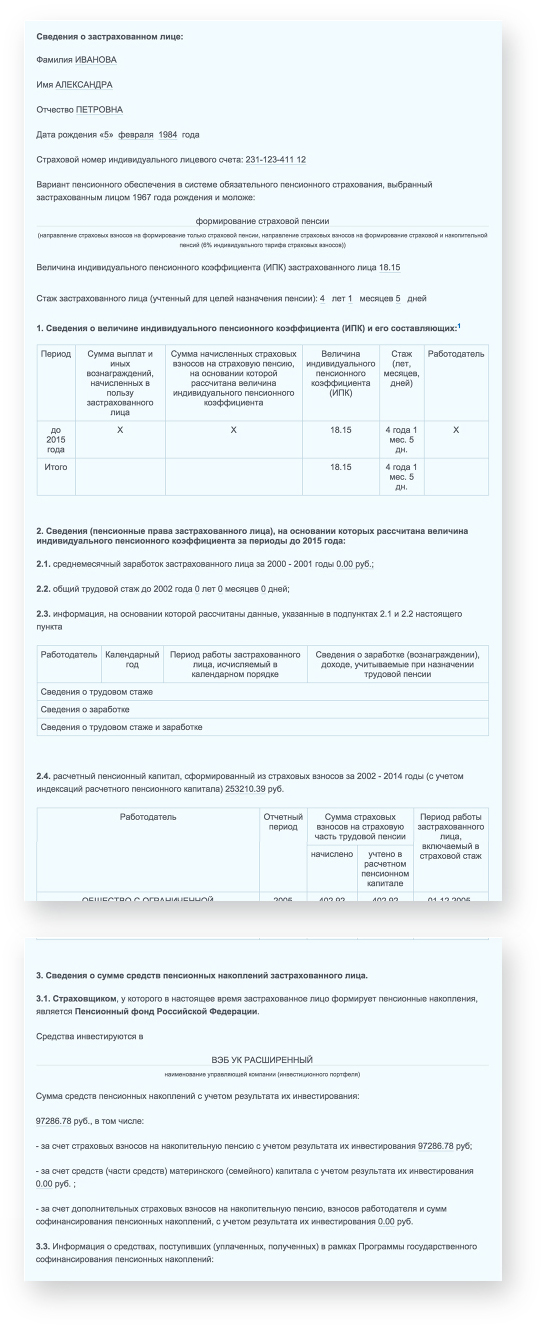 Сведения о застрахованном лице:
Фамилия ИВАНОВА
Имя АЛЕКСАНДРА
Отчество ПЕТРОВНА
Дата рождения «5» февраля 1984 года
Страховой номер индивидуального лицевого счета: 231-123-411 12
Вариант пенсионного обеспечения в системе обязательного пенсионного страхования, выбранный
застрахованным лицом 1967 года рождения и моложе:
формирование страховой пенсии
(направление страховых взносов на формирование только страховой пенсии, направление страховых взносов на формирование страховой и накопительной
пенсий (6% индивидуального тарифа страховых взносов))
Величина индивидуального пенсионного коэффициента (ИПК) застрахованного лица 18.15
Стаж застрахованного лица (учтенный для целей назначения пенсии): 4 лет 1 месяцев 5 дней
1. Сведения о величине индивидуального пенсионного коэффициента (ИПК) и его составляющих:1
Период
Сумма выплат и
иных
вознаграждений,
начисленных в
пользу
застрахованного
лица
Сумма начисленных страховых
взносов на страховую пенсию,
на основании которой
рассчитана величина
индивидуального пенсионного
коэффициента
Величина
индивидуального
пенсионного
коэффициента
(ИПК)
Стаж
(лет,
месяцев,
дней)
Работодатель
до
2015
года
X
X
18.15
4 года 1
мес. 5
дн.
X
Итого
18.15
4 года 1
мес. 5
дн.
2. Сведения (пенсионные права застрахованного лица), на основании которых рассчитана величина
индивидуального пенсионного коэффициента за периоды до 2015 года:
2.1. среднемесячный заработок застрахованного лица за 2000 - 2001 годы 0.00 руб.;
2.2. общий трудовой стаж до 2002 года 0 лет 0 месяцев 0 дней;
2.3. информация, на основании которой рассчитаны данные, указанные в подпунктах 2.1 и 2.2 настоящего
пункта
Работодатель
Календарный
год
Период работы застрахованного
лица, исчисляемый в
календарном порядке
Сведения о заработке (вознаграждении),
доходе, учитываемые при назначении
трудовой пенсии
Сведения о трудовом стаже
Сведения о заработке
Сведения о трудовом стаже и заработке
2.4. расчетный пенсионный капитал, сформированный из страховых взносов за 2002 - 2014 годы (с учетом
индексаций расчетного пенсионного капитала) 253210.39 руб.
Работодатель
Отчетный
период
Сумма страховых
взносов на страховую
часть трудовой пенсии
начислено
учтено в
расчетном
пенсионном
капитале
Период работы
застрахованного
лица,
включаемый в
страховой стаж
ОБЩЕСТВО С ОГРАНИЧЕННОЙ
2005
402.92
402.92
01.12.2005
3. Сведения о сумме средств пенсионных накоплений застрахованного лица.
3.1. Страховщиком, у которого в настоящее время застрахованное лицо формирует пенсионные накопления,
является Пенсионный фонд Российской Федерации.
Средства инвестируются в
ВЭБ УК РАСШИРЕННЫЙ
наименование управляющей компании (инвестиционного портфеля)
Сумма средств пенсионных накоплений с учетом результата их инвестирования:
97286.78 руб., в том числе:
- за счет страховых взносов на накопительную пенсию с учетом результата их инвестирования 97286.78 руб;
- за счет средств (части средств) материнского (семейного) капитала с учетом результата их инвестирования
0.00 руб. ;
- за счет дополнительных страховых взносов на накопительную пенсию, взносов работодателя и сумм
софинансирования пенсионных накоплений, с учетом результата их инвестирования 0.00 руб.
3.3. Информация о средствах, поступивших (уплаченных, полученных) в рамках Программы государственного
софинансирования пенсионных накоплений: